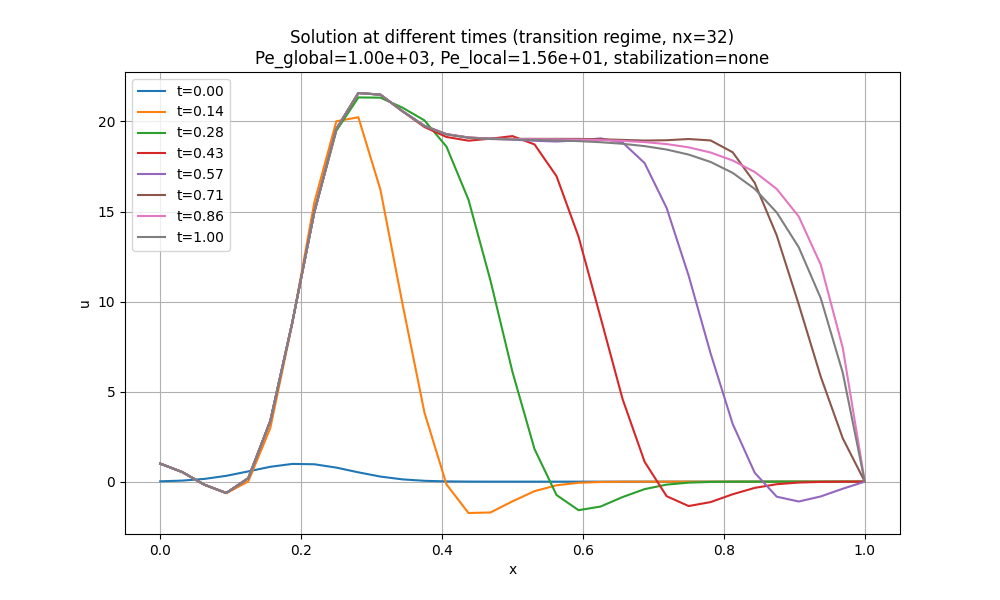 Solution at different times (transition regime, nx=32)
Pe_global=1.00e+03, Pe_local=1.56e+01, stabilization=none
t=0.00
t=0.14
t=0.28
t=0.43
t=0.57
t=0.71
t=0.86
t=1.00
20
15
10
5
0
u
0.0 0.2 0.4 0.6 0.8 1.0
x